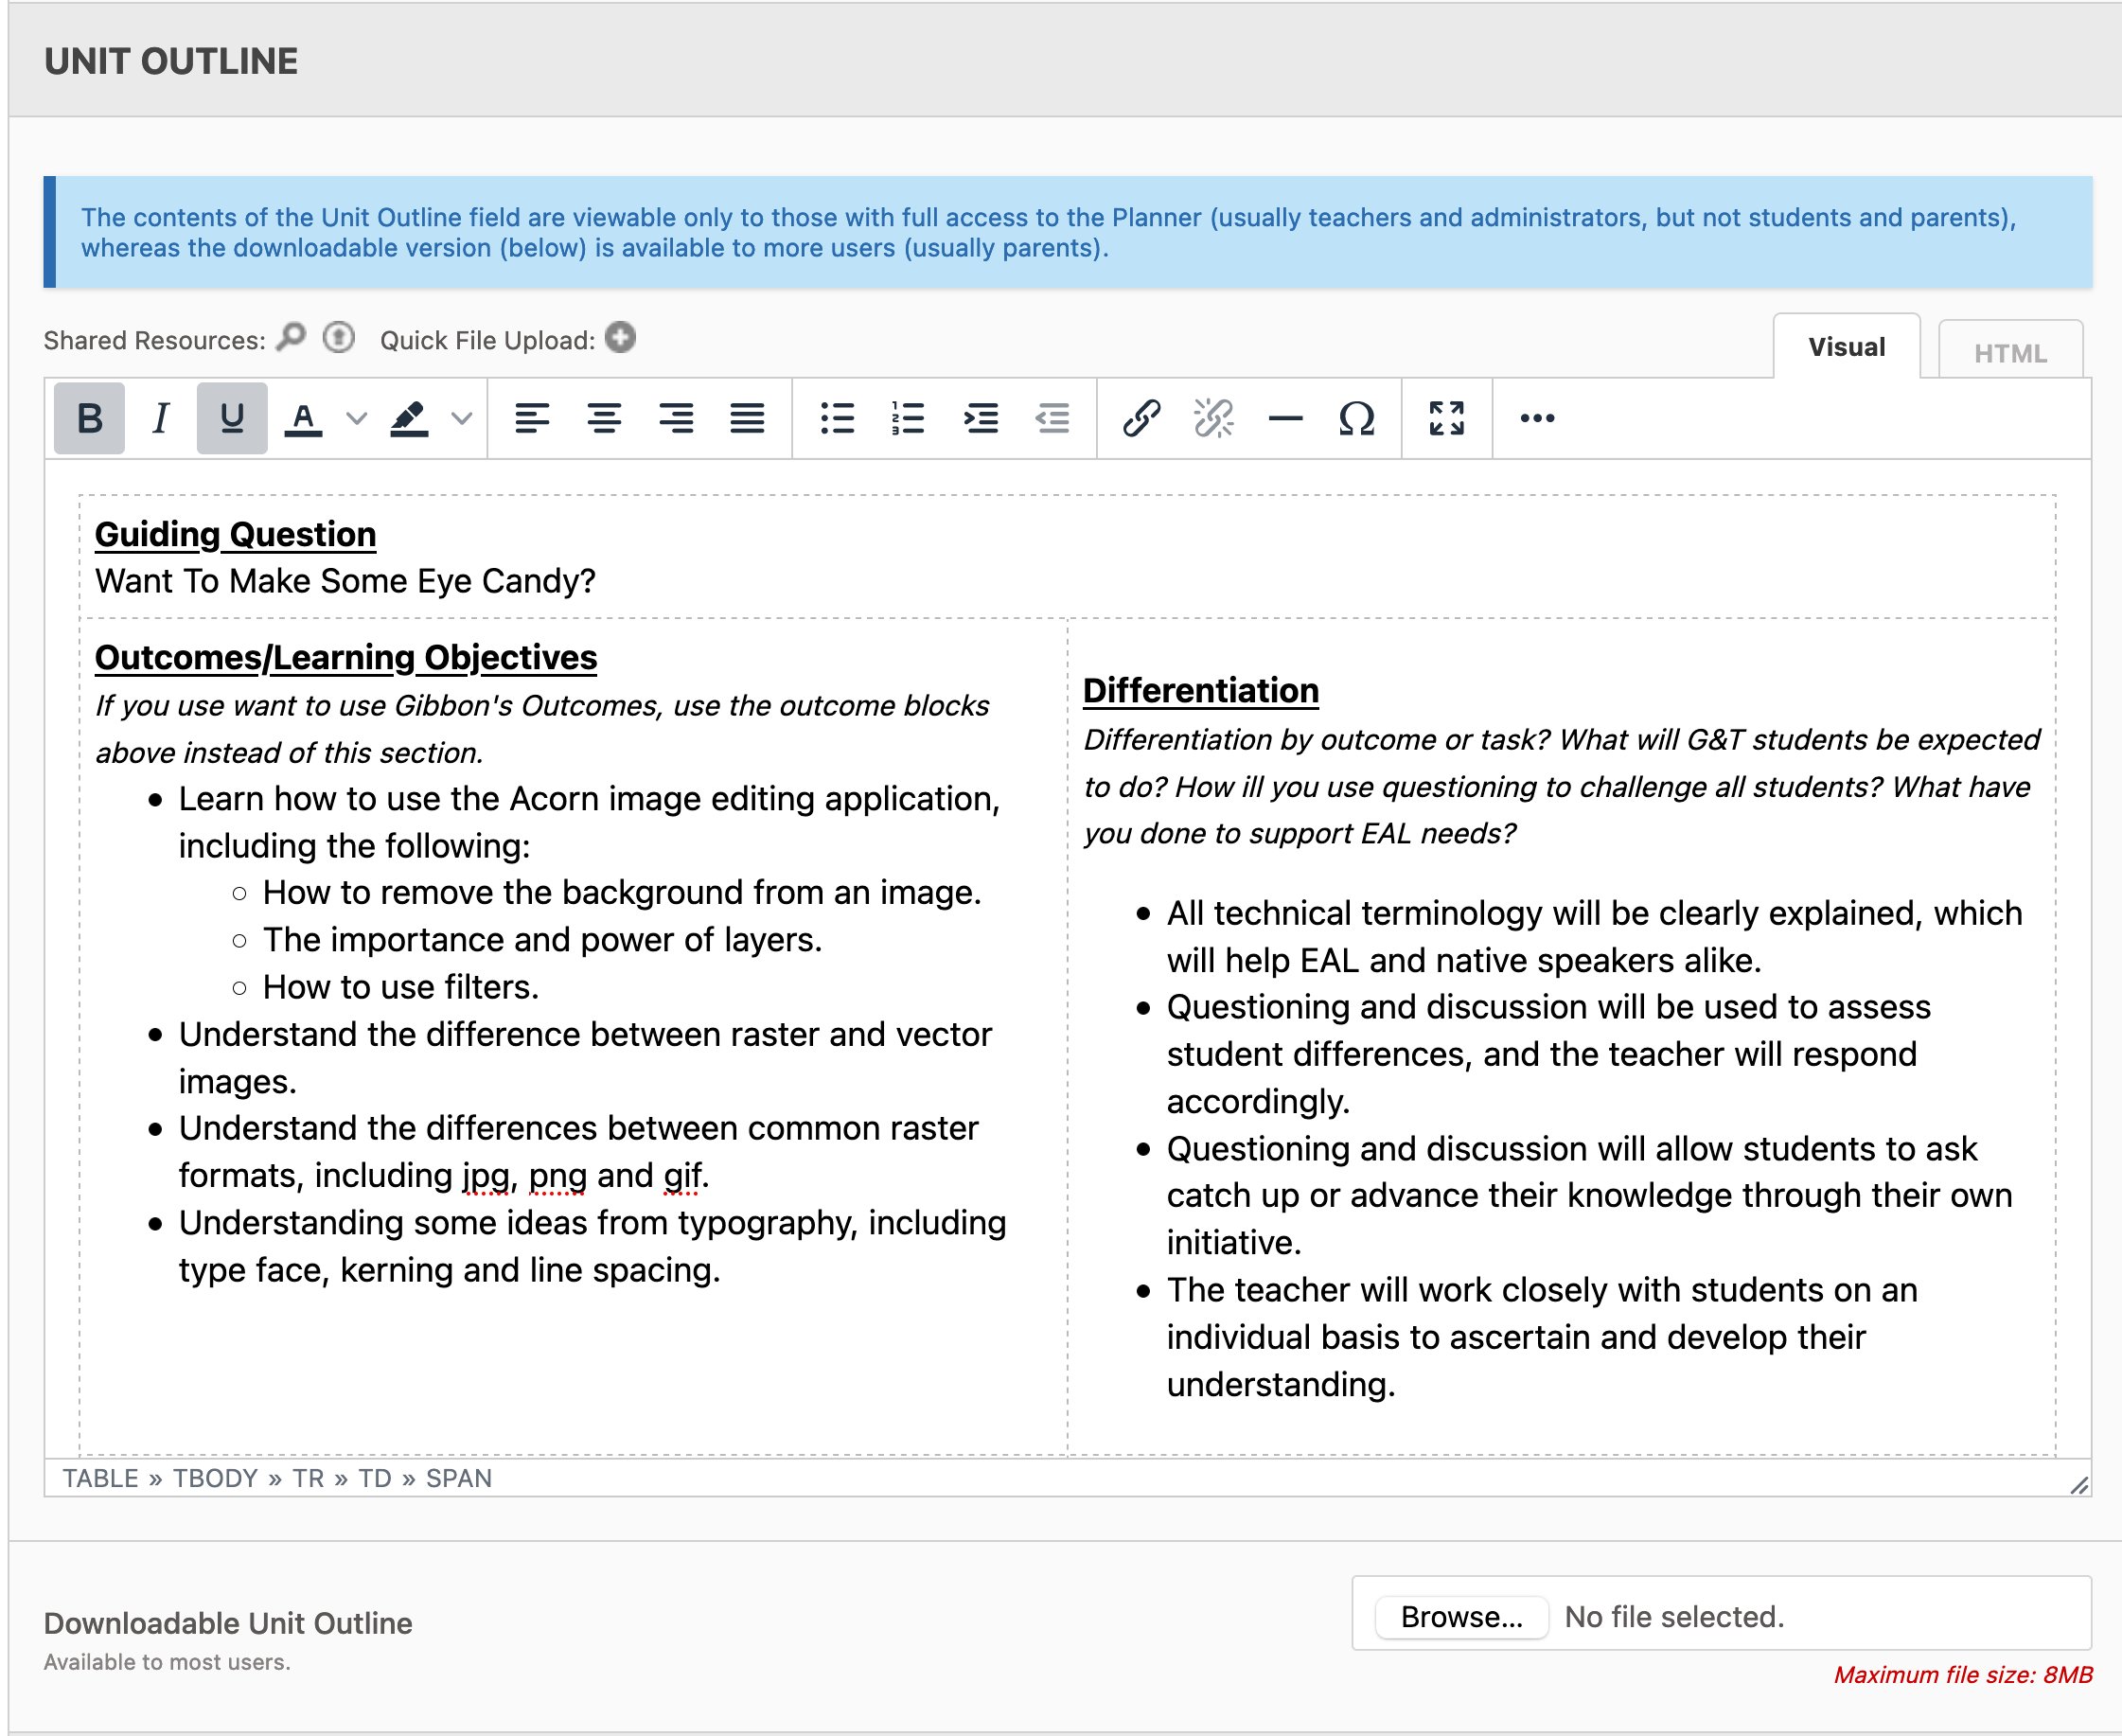 UNIT OUTLINE
The contents of the Unit Outline field are viewable only to those with full access to the Planner (usually teachers and administrators, but not students and parents),
whereas the downloadable version (below) is available to more users (usually parents).
Shared Resources: Quick File Upload:
Visual
HTML
B I U A
Guiding Question
Want To Make Some Eye Candy?
Outcomes/Learning Objectives
If you use want to use Gibbon's Outcomes, use the outcome blocks
above instead of this section.
Learn how to use the Acorn image editing application,
including the following:
How to remove the background from an image.
The importance and power of layers.
How to use filters.
Understand the difference between raster and vector
images.
Understand the differences between common raster
formats, including jpg, png and gif.
Understanding some ideas from typography, including
type face, kerning and line spacing.
Differentiation
Differentiation by outcome or task? What will G&T students be expected
to do? How ill you use questioning to challenge all students? What have
you done to support EAL needs?
All technical terminology will be clearly explained, which
will help EAL and native speakers alike.
Questioning and discussion will be used to assess
student differences, and the teacher will respond
accordingly.
Questioning and discussion will allow students to ask
catch up or advance their knowledge through their own
initiative.
The teacher will work closely with students on an
individual basis to ascertain and develop their
understanding.
TABLE » TBODY » TR » TD » SPAN
Downloadable Unit Outline
Available to most users.
Browse... No file selected.
Maximum file size: 8MB